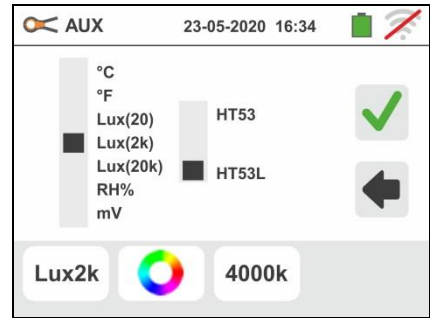 AUX 23-05-2020 16:34
°C
°F
Lux(20)
Lux(2k)
Lux(20k)
RH%
mV
HT53
HT53L
Lux2k 4000k